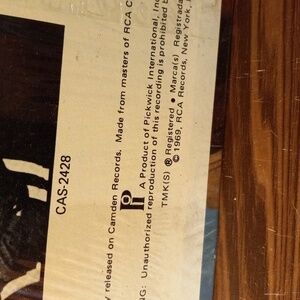 CAS-2428
y released on Camden Records. Made from masters of RCA C
A Product of Pickwick International, Inc.
NG: Unauthorized reproduction of this recording is prohibited b
TMK(S) ® Registered • Marca(s) Registrada
© 1969, RCA Records, New York,